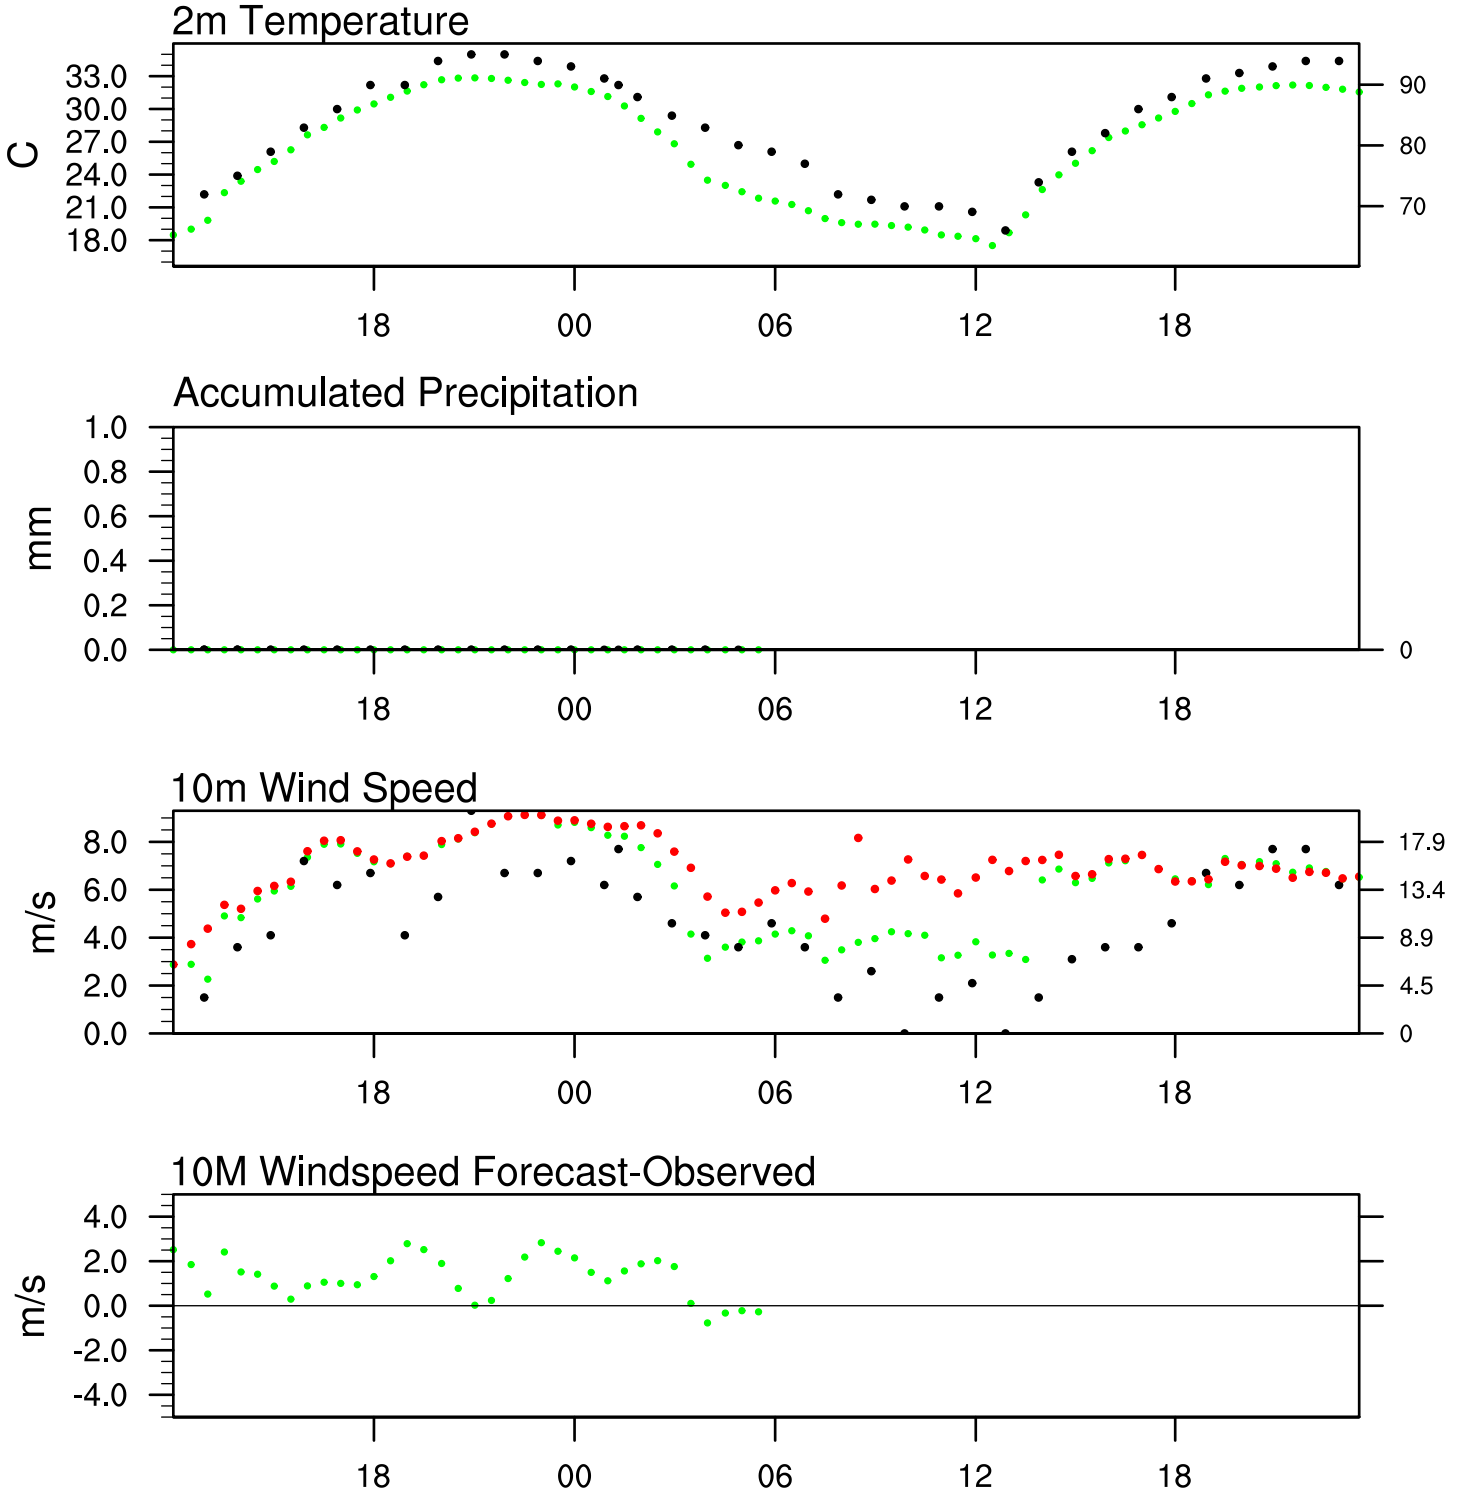 2m Temperature
33.0
30.0
27.0
24.0
21.0
18.0
C
90
80
70
18 00 06 12 18
Accumulated Precipitation
1.0
0.8
0.6
0.4
0.2
0.0
mm
0
18 00 06 12 18
10m Wind Speed
8.0
6.0
4.0
2.0
0.0
m/s
17.9
13.4
8.9
4.5
0
18 00 06 12 18
10M Windspeed Forecast-Observed
4.0
2.0
0.0
-2.0
-4.0
m/s
18 00 06 12 18